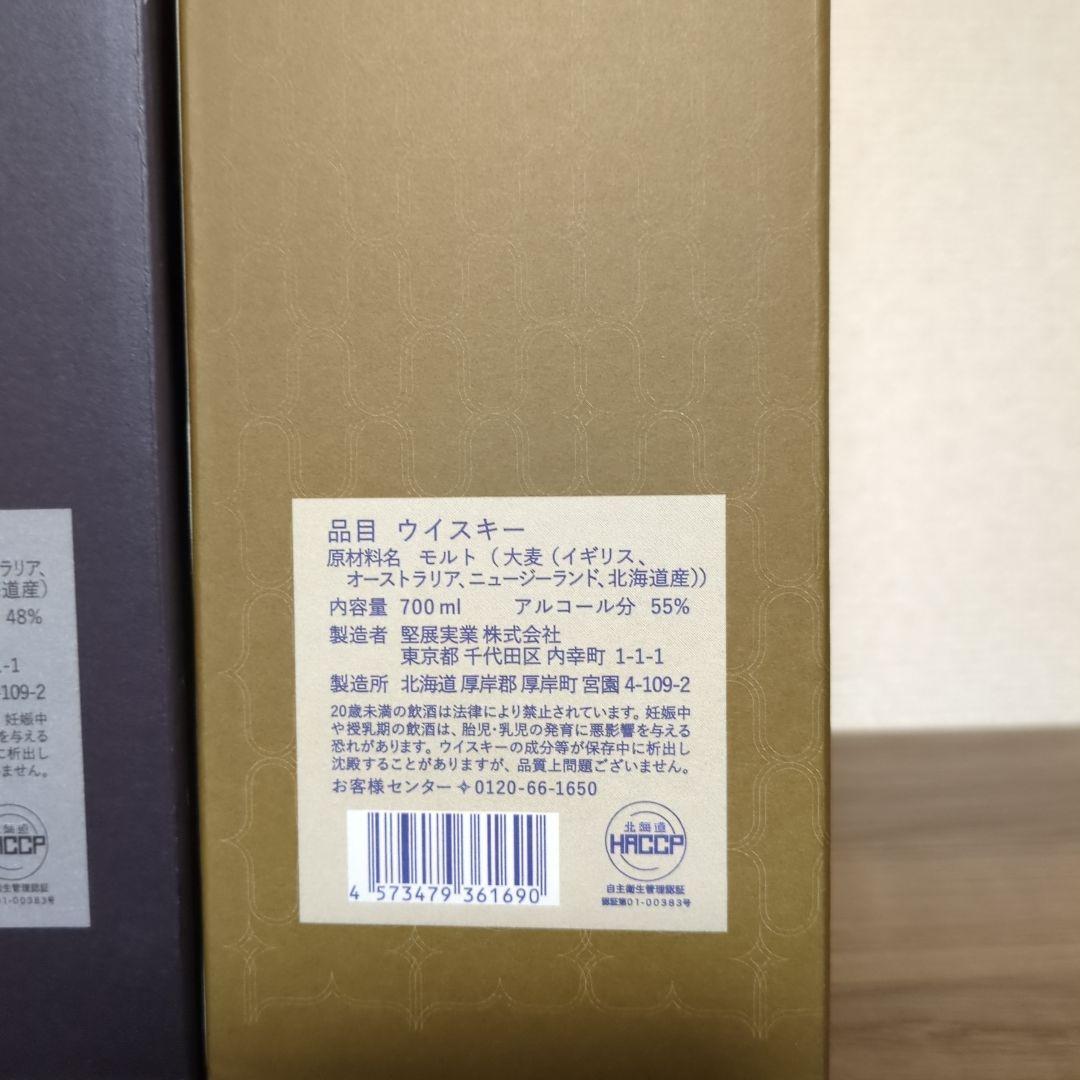 ラリア、
道産)
48%
-1
-109-2
妊娠中
を与える
に析出し
ません。
海道
ACCP
衛生管理認証
01-00383号
品目 ウイスキー
原材料名 モルト (大麦 (イギリス、
オーストラリア、ニュージーランド、北海道産))
内容量 700 ml アルコール分 55%
製造者 堅展実業 株式会社
東京都 千代田区 内幸町 1-1-1
製造所 北海道 厚岸郡 厚岸町 宮園 4-109-2
20歳未満の飲酒は法律により禁止されています。妊娠中
や授乳期の飲酒は、胎児・乳児の発育に悪影響を与える
恐れがあります。ウイスキーの成分等が保存中に析出し
沈殿することがありますが、品質上問題ございません。
お客様センター✧0120-66-1650
4 573479 361690
北海道
HACCP
自主衛生管理認証
認証第01-00383号